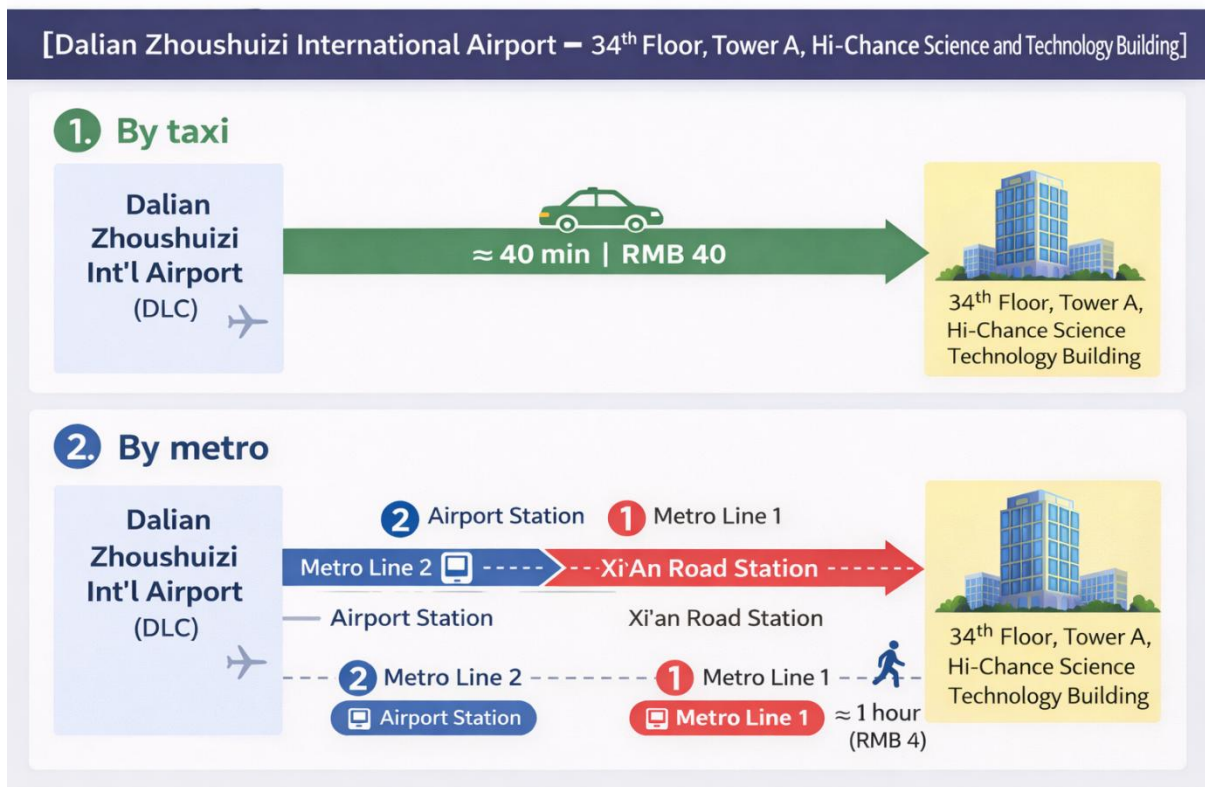 [Dalian Zhoushuizi International Airport – 34th Floor, Tower A, Hi-Chance Science and Technology Building]
1. By taxi
Dalian
Zhoushuizi
Int'l Airport
(DLC)
≈ 40 min | RMB 40
34th Floor, Tower A,
Hi-Chance Science
Technology Building
2. By metro
Dalian
Zhoushuizi
Int'l Airport
(DLC)
2 Airport Station
1 Metro Line 1
Metro Line 2
Xi'An Road Station
Airport Station
Xi'an Road Station
2 Metro Line 2
1 Metro Line 1
Airport Station
Metro Line 1
≈ 1 hour
(RMB 4)
34th Floor, Tower A,
Hi-Chance Science
Technology Building